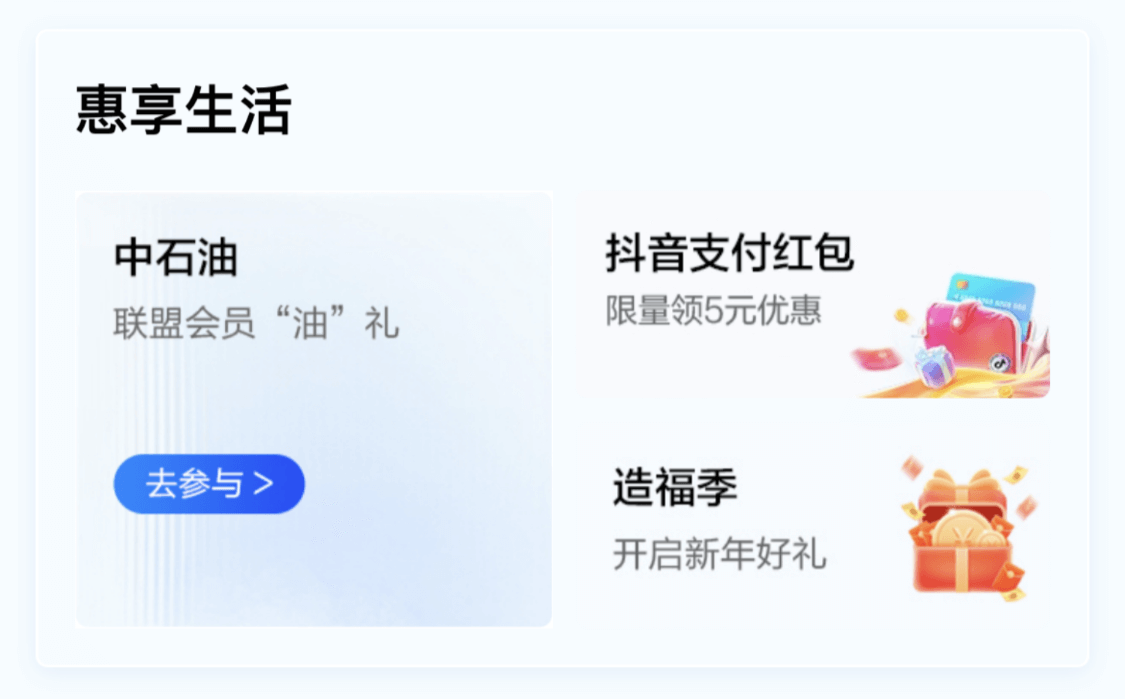 惠享生活
中石油
联盟会员“油”礼
去参与 >
抖音支付红包
限量领5元优惠
造福季
开启新年好礼